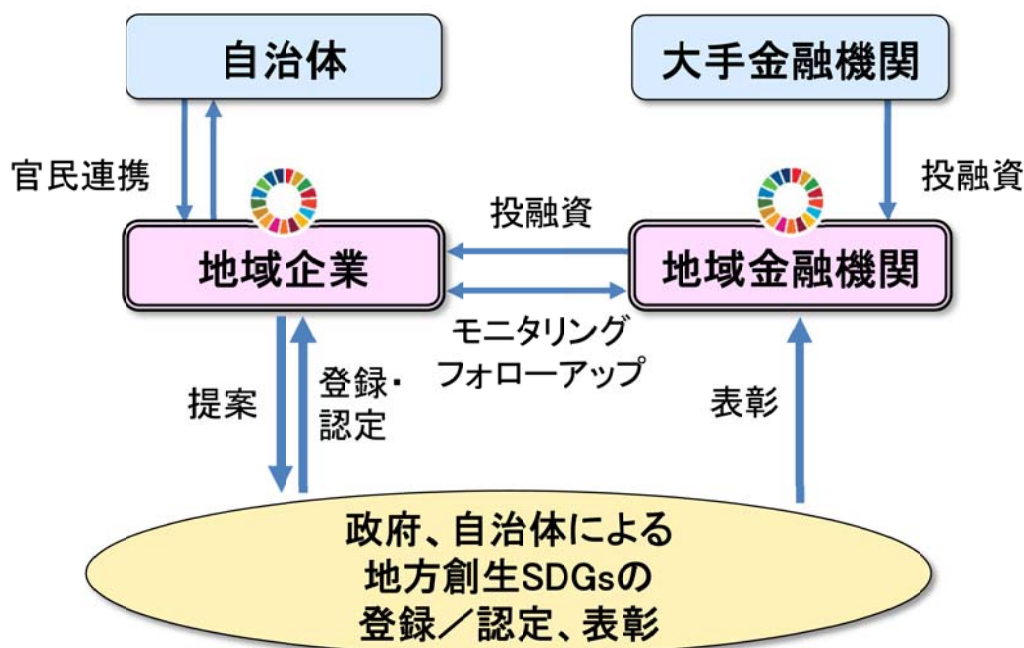 自治体
大手金融機関
官民連携
投融資
投融資
地域企業
地域金融機関
モニタリング
フォローアップ
提案
登録・
認定
表彰
政府、自治体による
地方創生SDGsの
登録／認定、表彰